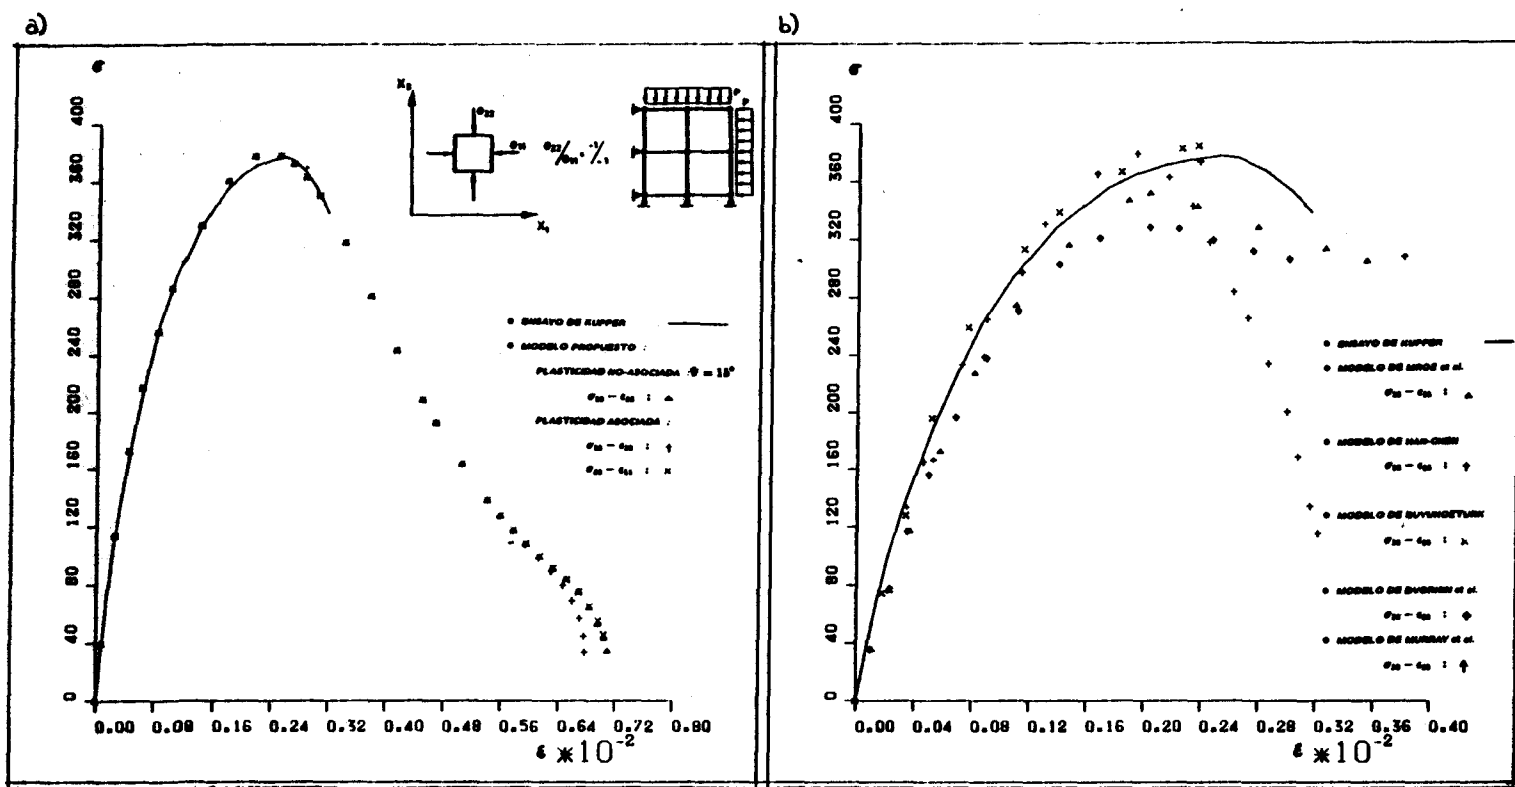 a)
σ
400
360
320
280
240
200
160
120
80
40
0
0.00 0.08 0.16 0.24 0.32 0.40 0.48 0.56 0.64 0.72 0.80
ε *10⁻²
X₂
X₁
σ₂₂
σ₁₁
σ₂₂/σ₁₁ = -1/-1
P
P
• ENSAYO DE KUPFER
• MODELO PROPUESTO :
PLASTICIDAD NO-ASOCIADA : Ψ = 15°
PLASTICIDAD ASOCIADA :
b)
σ
400
360
320
280
240
200
160
120
80
40
0
0.00 0.04 0.08 0.12 0.16 0.20 0.24 0.28 0.32 0.36 0.40
ε *10⁻²
• ENSAYO DE KUPFER
• MODELO DE MROZ et al.
• MODELO DE HAN-CHEN
• MODELO DE
• MODELO DE DVORKIN et al.
• MODELO DE MURRAY et al.